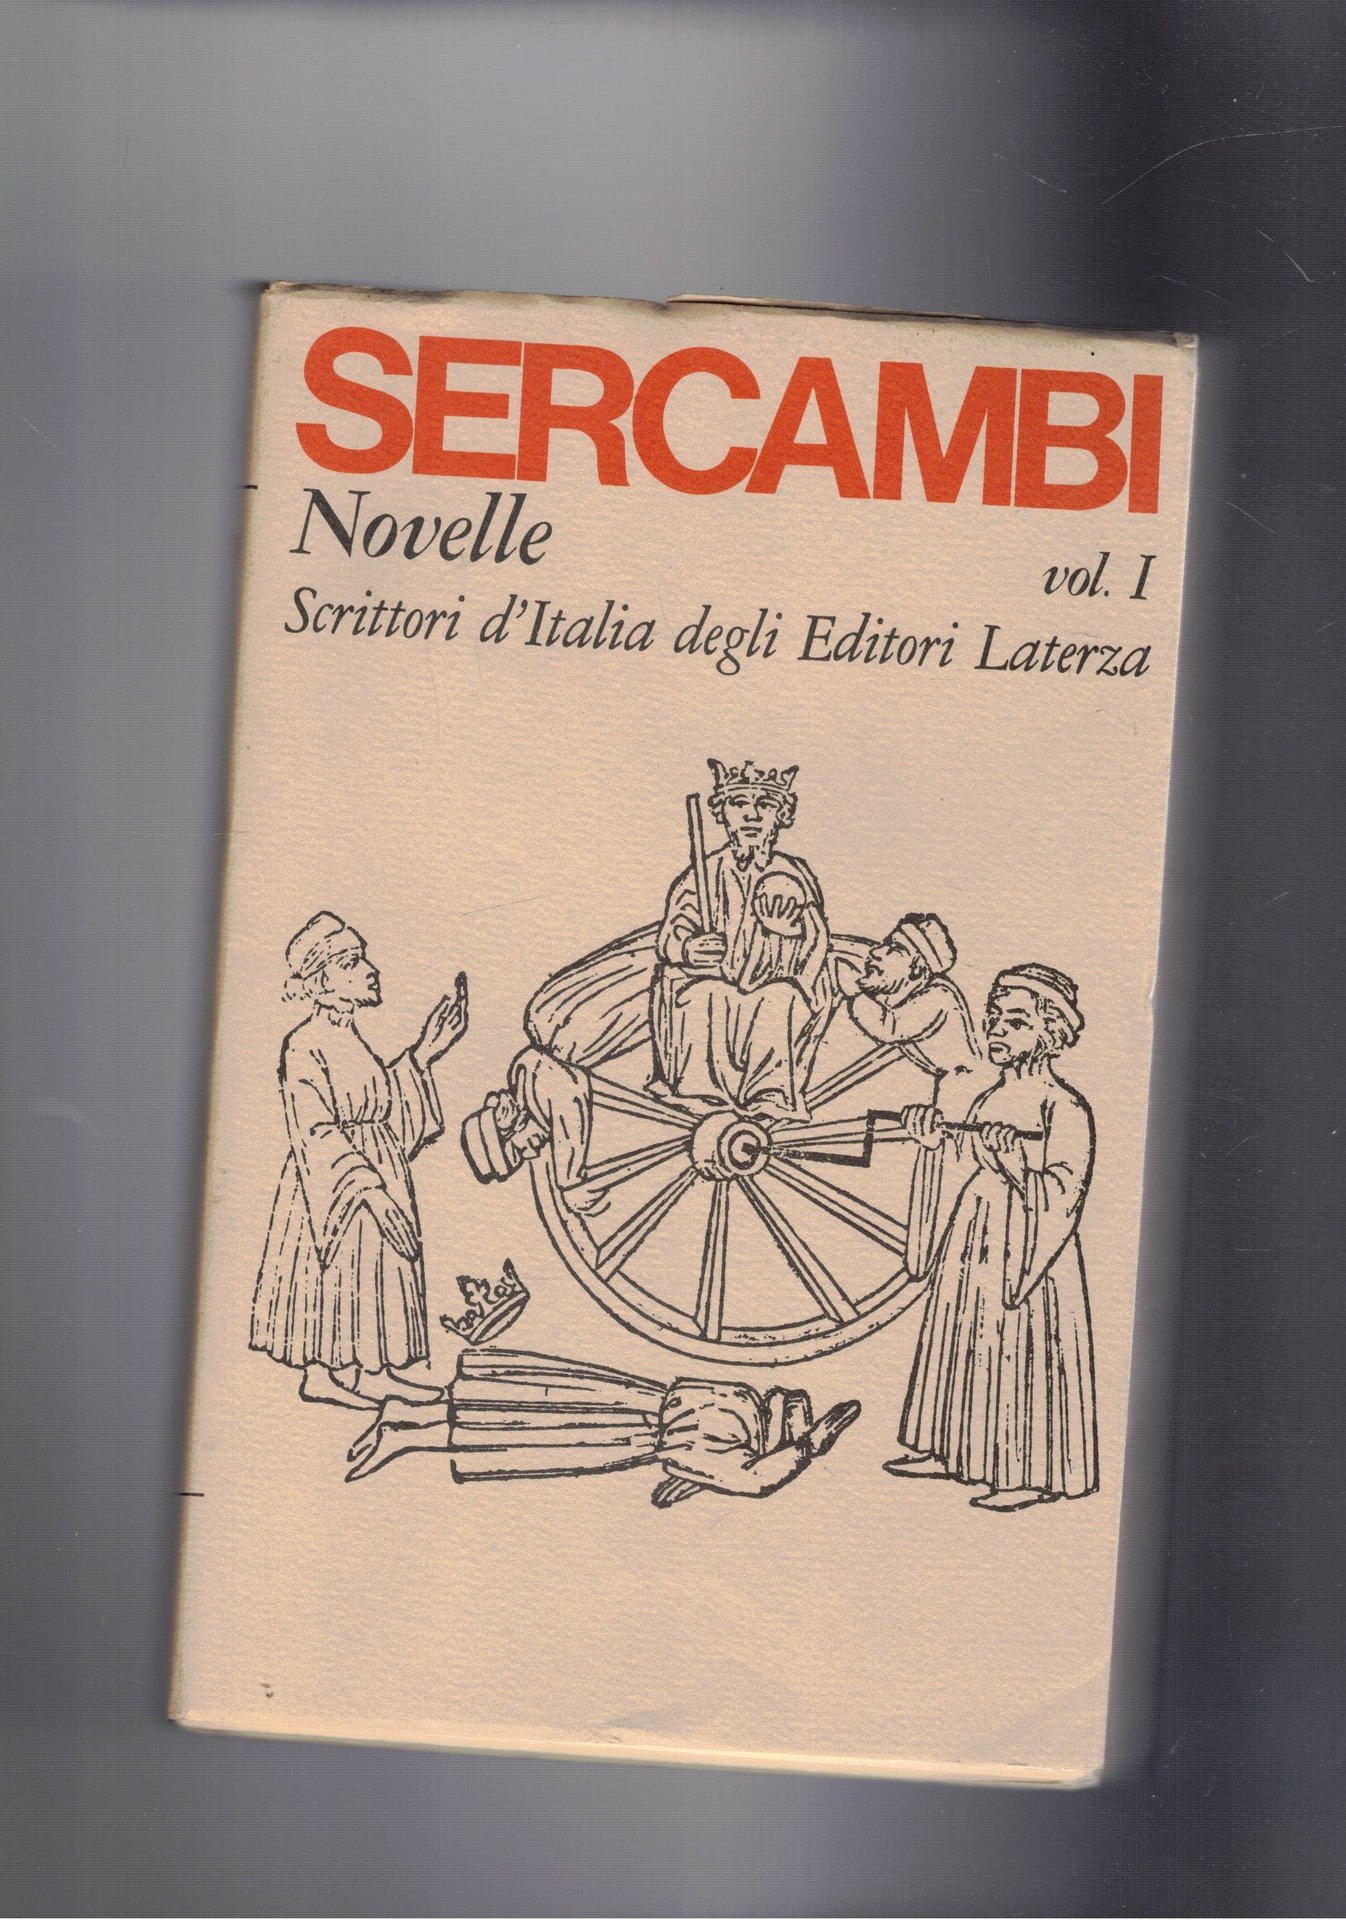 SERCAMBI
Novelle
vol. I
Scrittori d'Italia degli Editori Laterza